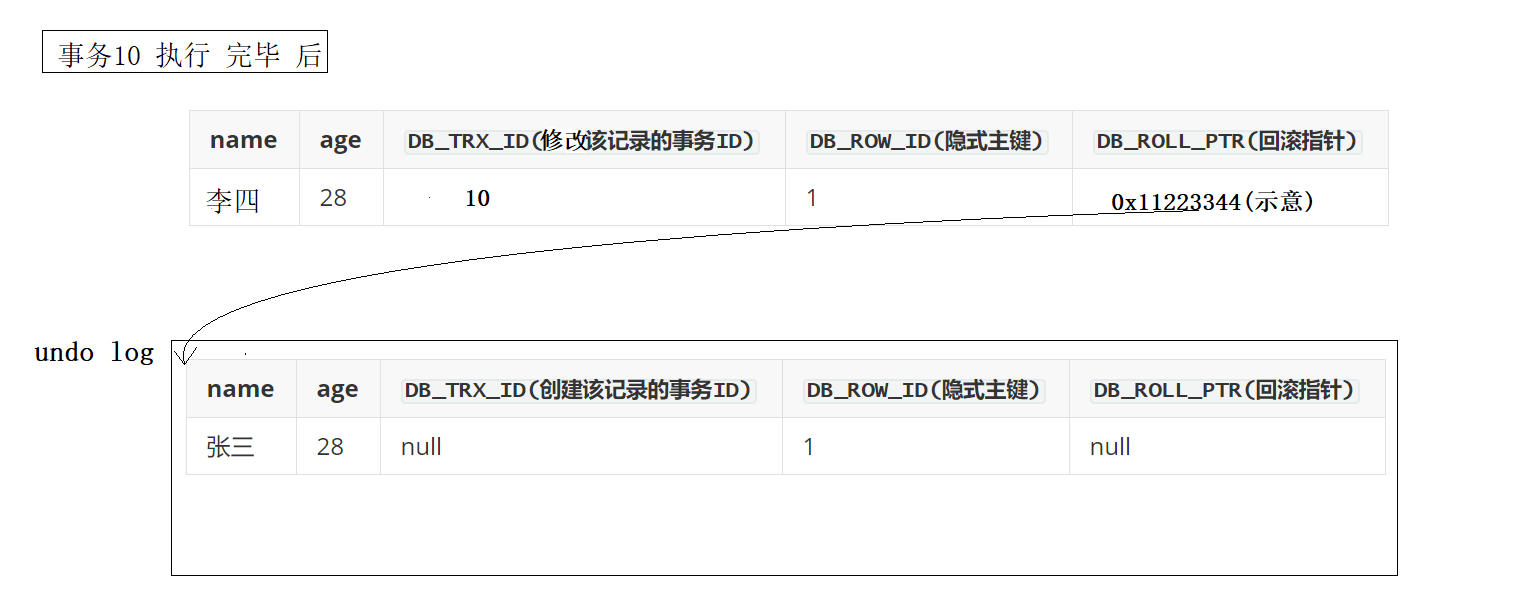 事务10 执行 完毕 后
name age DB_TRX_ID(修改该记录的事务ID) DB_ROW_ID(隐式主键) DB_ROLL_PTR(回滚指针)
李四 28 10 1 0x11223344(示意)
undo log
name age DB_TRX_ID(创建该记录的事务ID) DB_ROW_ID(隐式主键) DB_ROLL_PTR(回滚指针)
张三 28 null 1 null